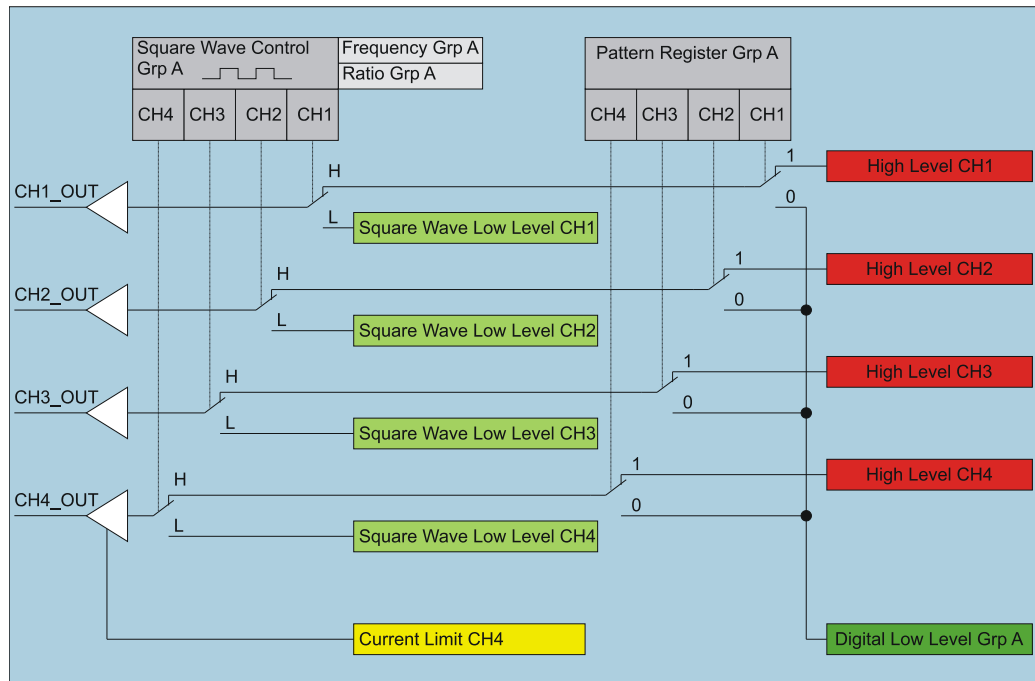 Square Wave Control
Grp A
Frequency Grp A
Ratio Grp A
Pattern Register Grp A
CH4 CH3 CH2 CH1
CH4 CH3 CH2 CH1
CH1_OUT
H
L
Square Wave Low Level CH1
1
0
High Level CH1
CH2_OUT
H
L
Square Wave Low Level CH2
1
0
High Level CH2
CH3_OUT
H
L
Square Wave Low Level CH3
1
0
High Level CH3
CH4_OUT
H
L
Square Wave Low Level CH4
1
0
High Level CH4
Current Limit CH4
Digital Low Level Grp A